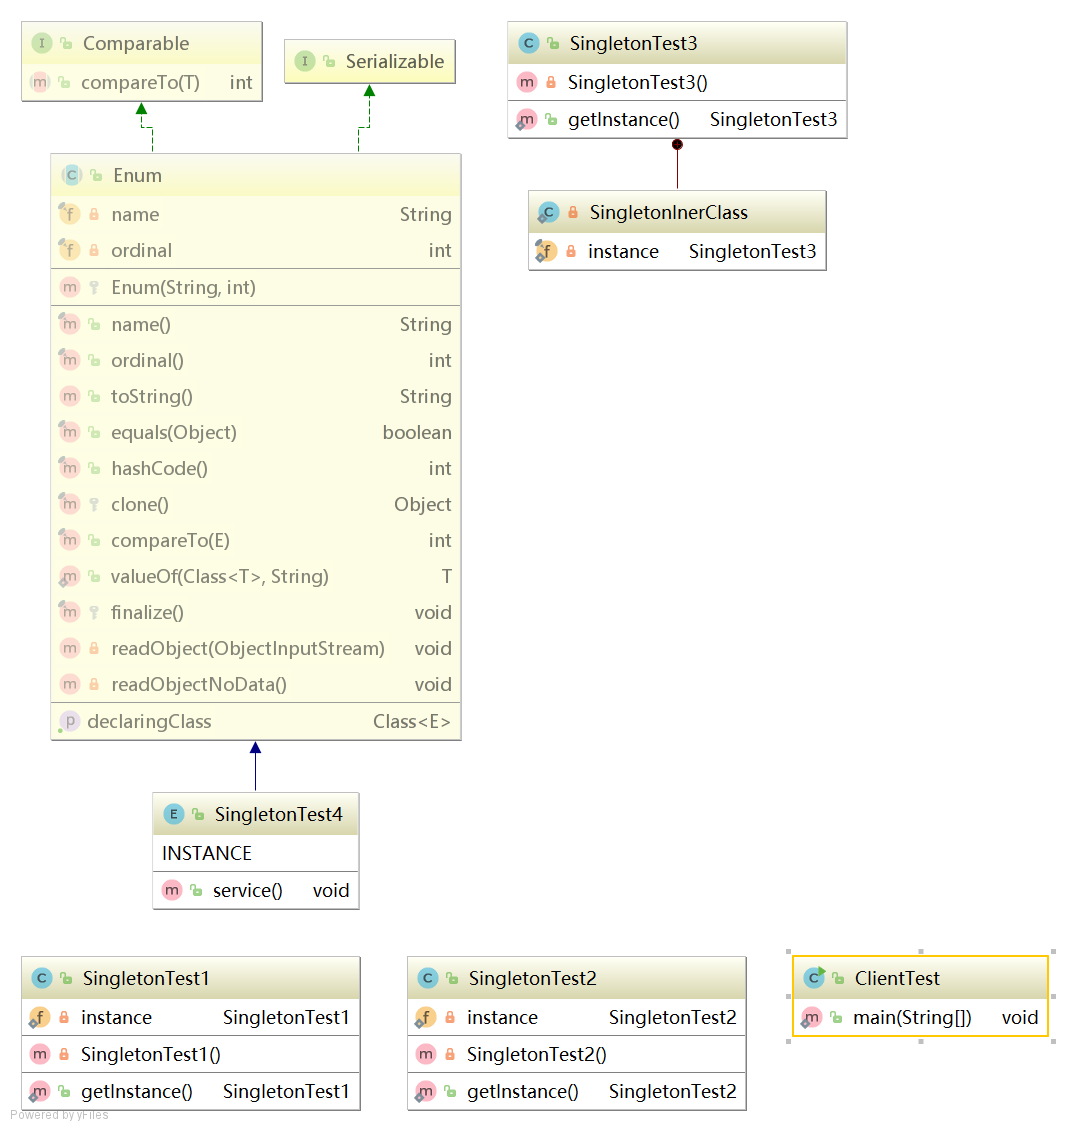 Comparable
compareTo(T) int
Serializable
SingletonTest3
SingletonTest3()
getInstance() SingletonTest3
SingletonInerClass
instance SingletonTest3
Enum
name String
ordinal int
Enum(String, int)
name() String
ordinal() int
toString() String
equals(Object) boolean
hashCode() int
clone() Object
compareTo(E) int
valueOf(Class<T>, String) T
finalize() void
readObject(ObjectInputStream) void
readObjectNoData() void
declaringClass Class<E>
SingletonTest4
INSTANCE
service() void
SingletonTest1
instance SingletonTest1
SingletonTest1()
getInstance() SingletonTest1
SingletonTest2
instance SingletonTest2
SingletonTest2()
getInstance() SingletonTest2
ClientTest
main(String[]) void
Powered by yFiles